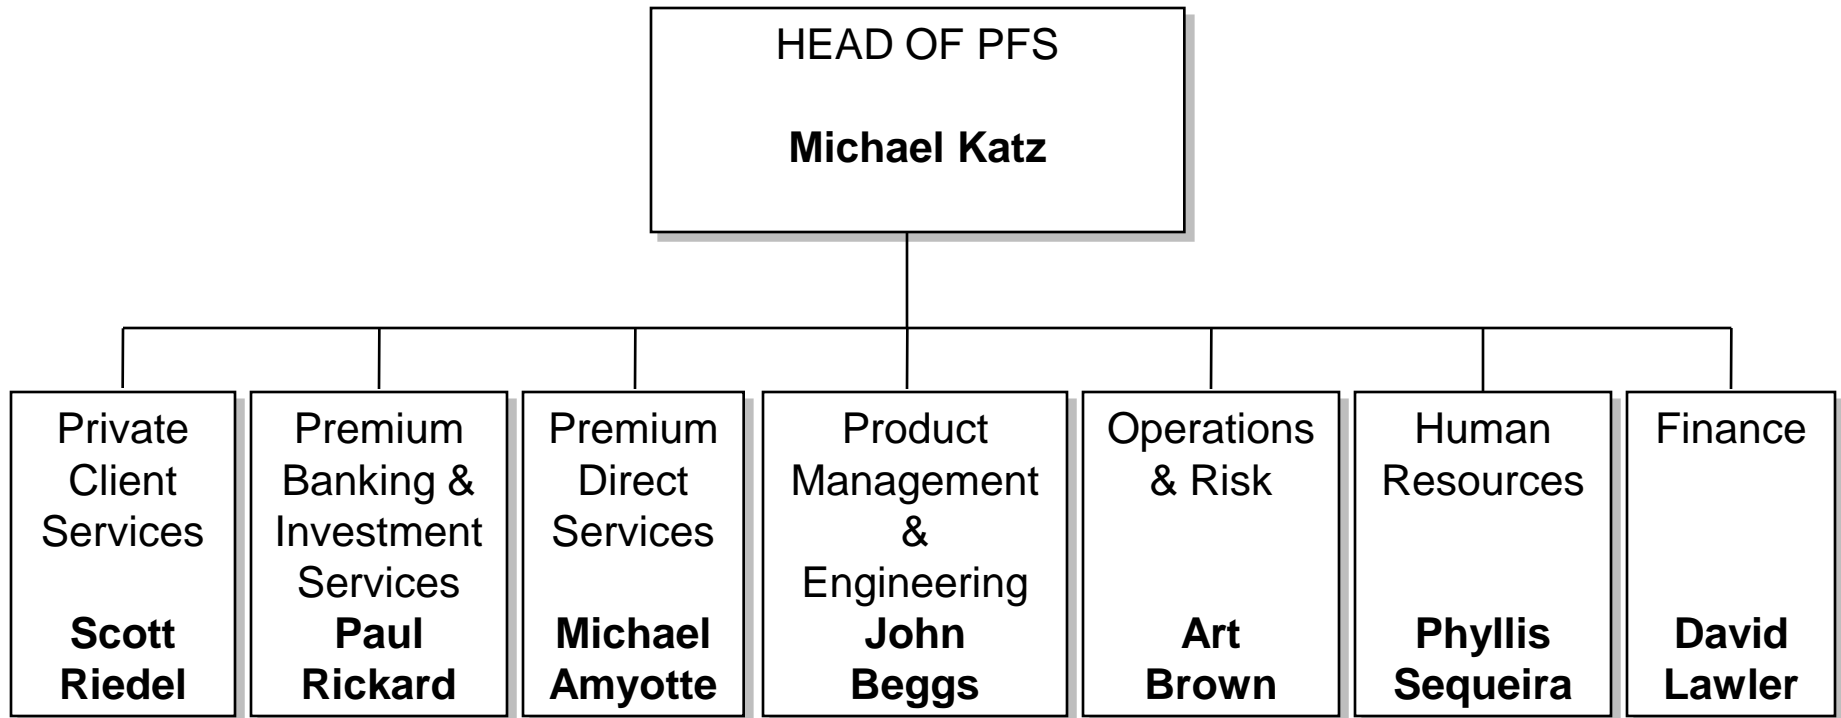 HEAD OF PFS
Michael Katz
Private
Client
Services
Scott
Riedel
Premium
Banking &
Investment
Services
Paul
Rickard
Premium
Direct
Services
Michael
Amyotte
Product
Management
&
Engineering
John
Beggs
Operations
& Risk
Art
Brown
Human
Resources
Phyllis
Sequeira
Finance
David
Lawler